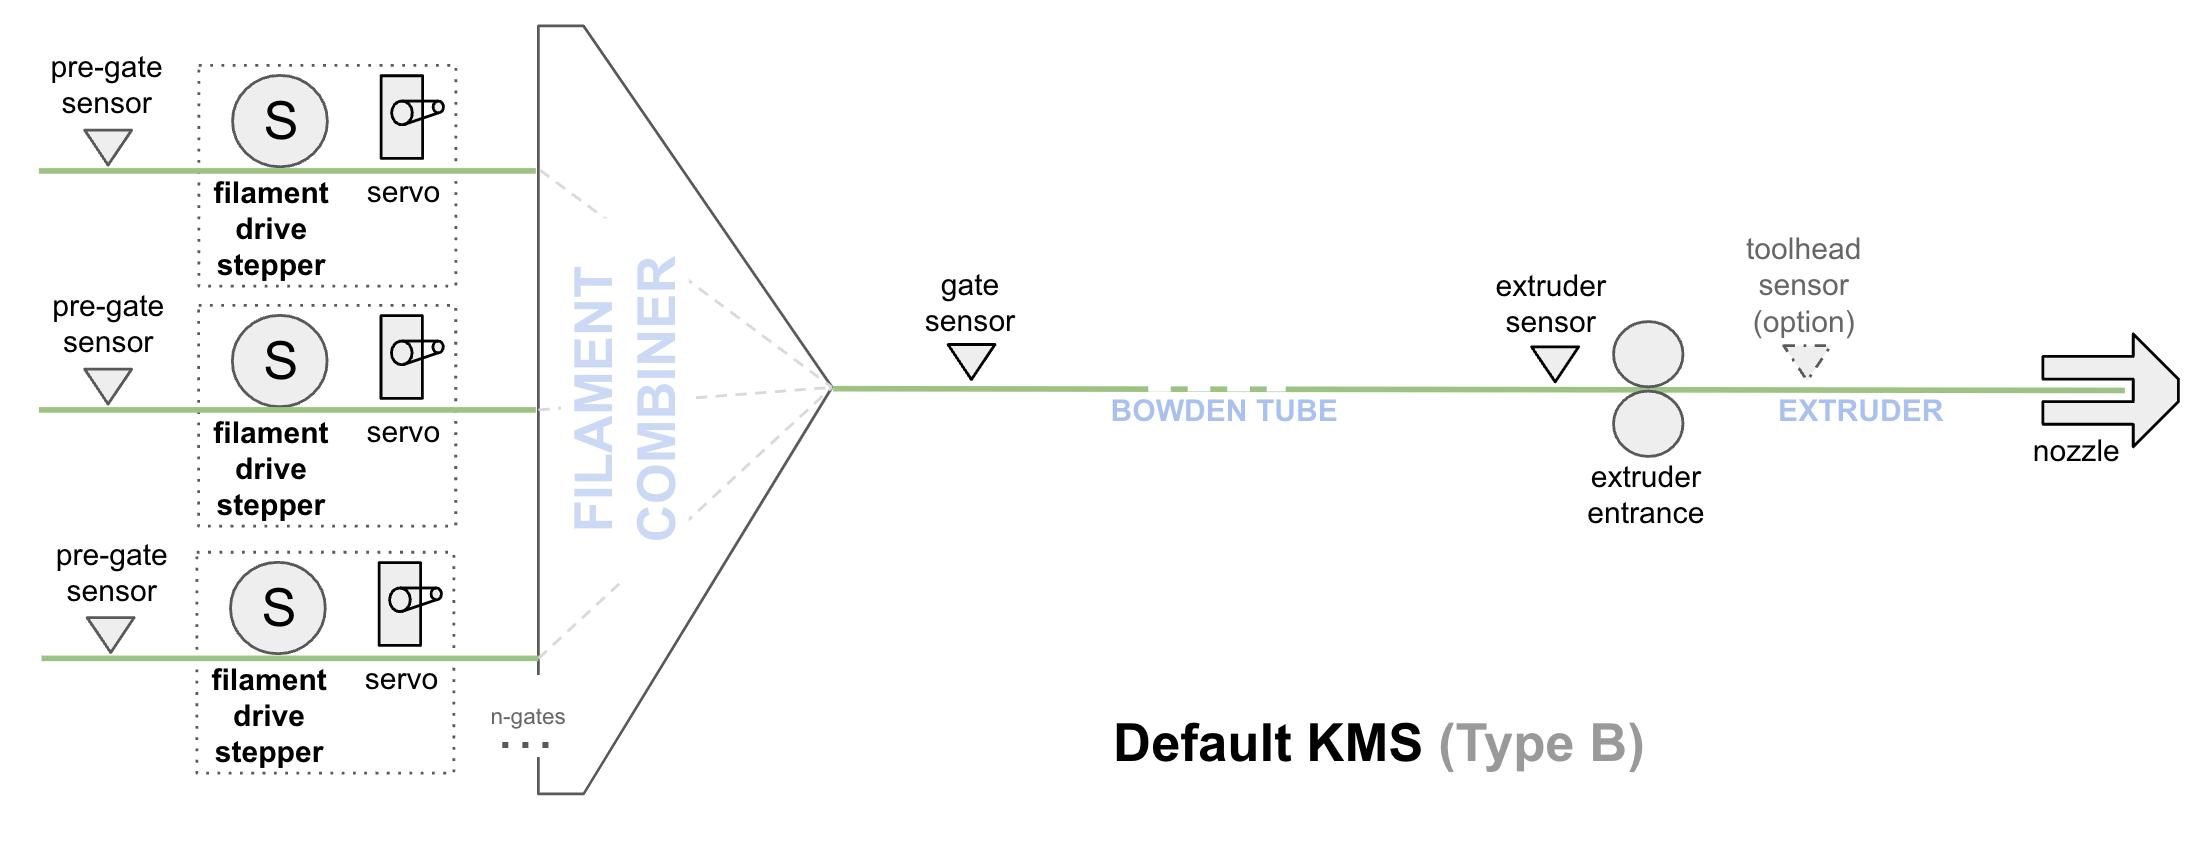 pre-gate
sensor
S
filament
drive
stepper
servo
pre-gate
sensor
S
filament
drive
stepper
servo
pre-gate
sensor
S
filament
drive
stepper
servo
n-gates
...
FILAMENT
COMBINER
gate
sensor
BOWDEN TUBE
extruder
sensor
extruder
entrance
toolhead
sensor
(option)
EXTRUDER
nozzle
Default KMS (Type B)